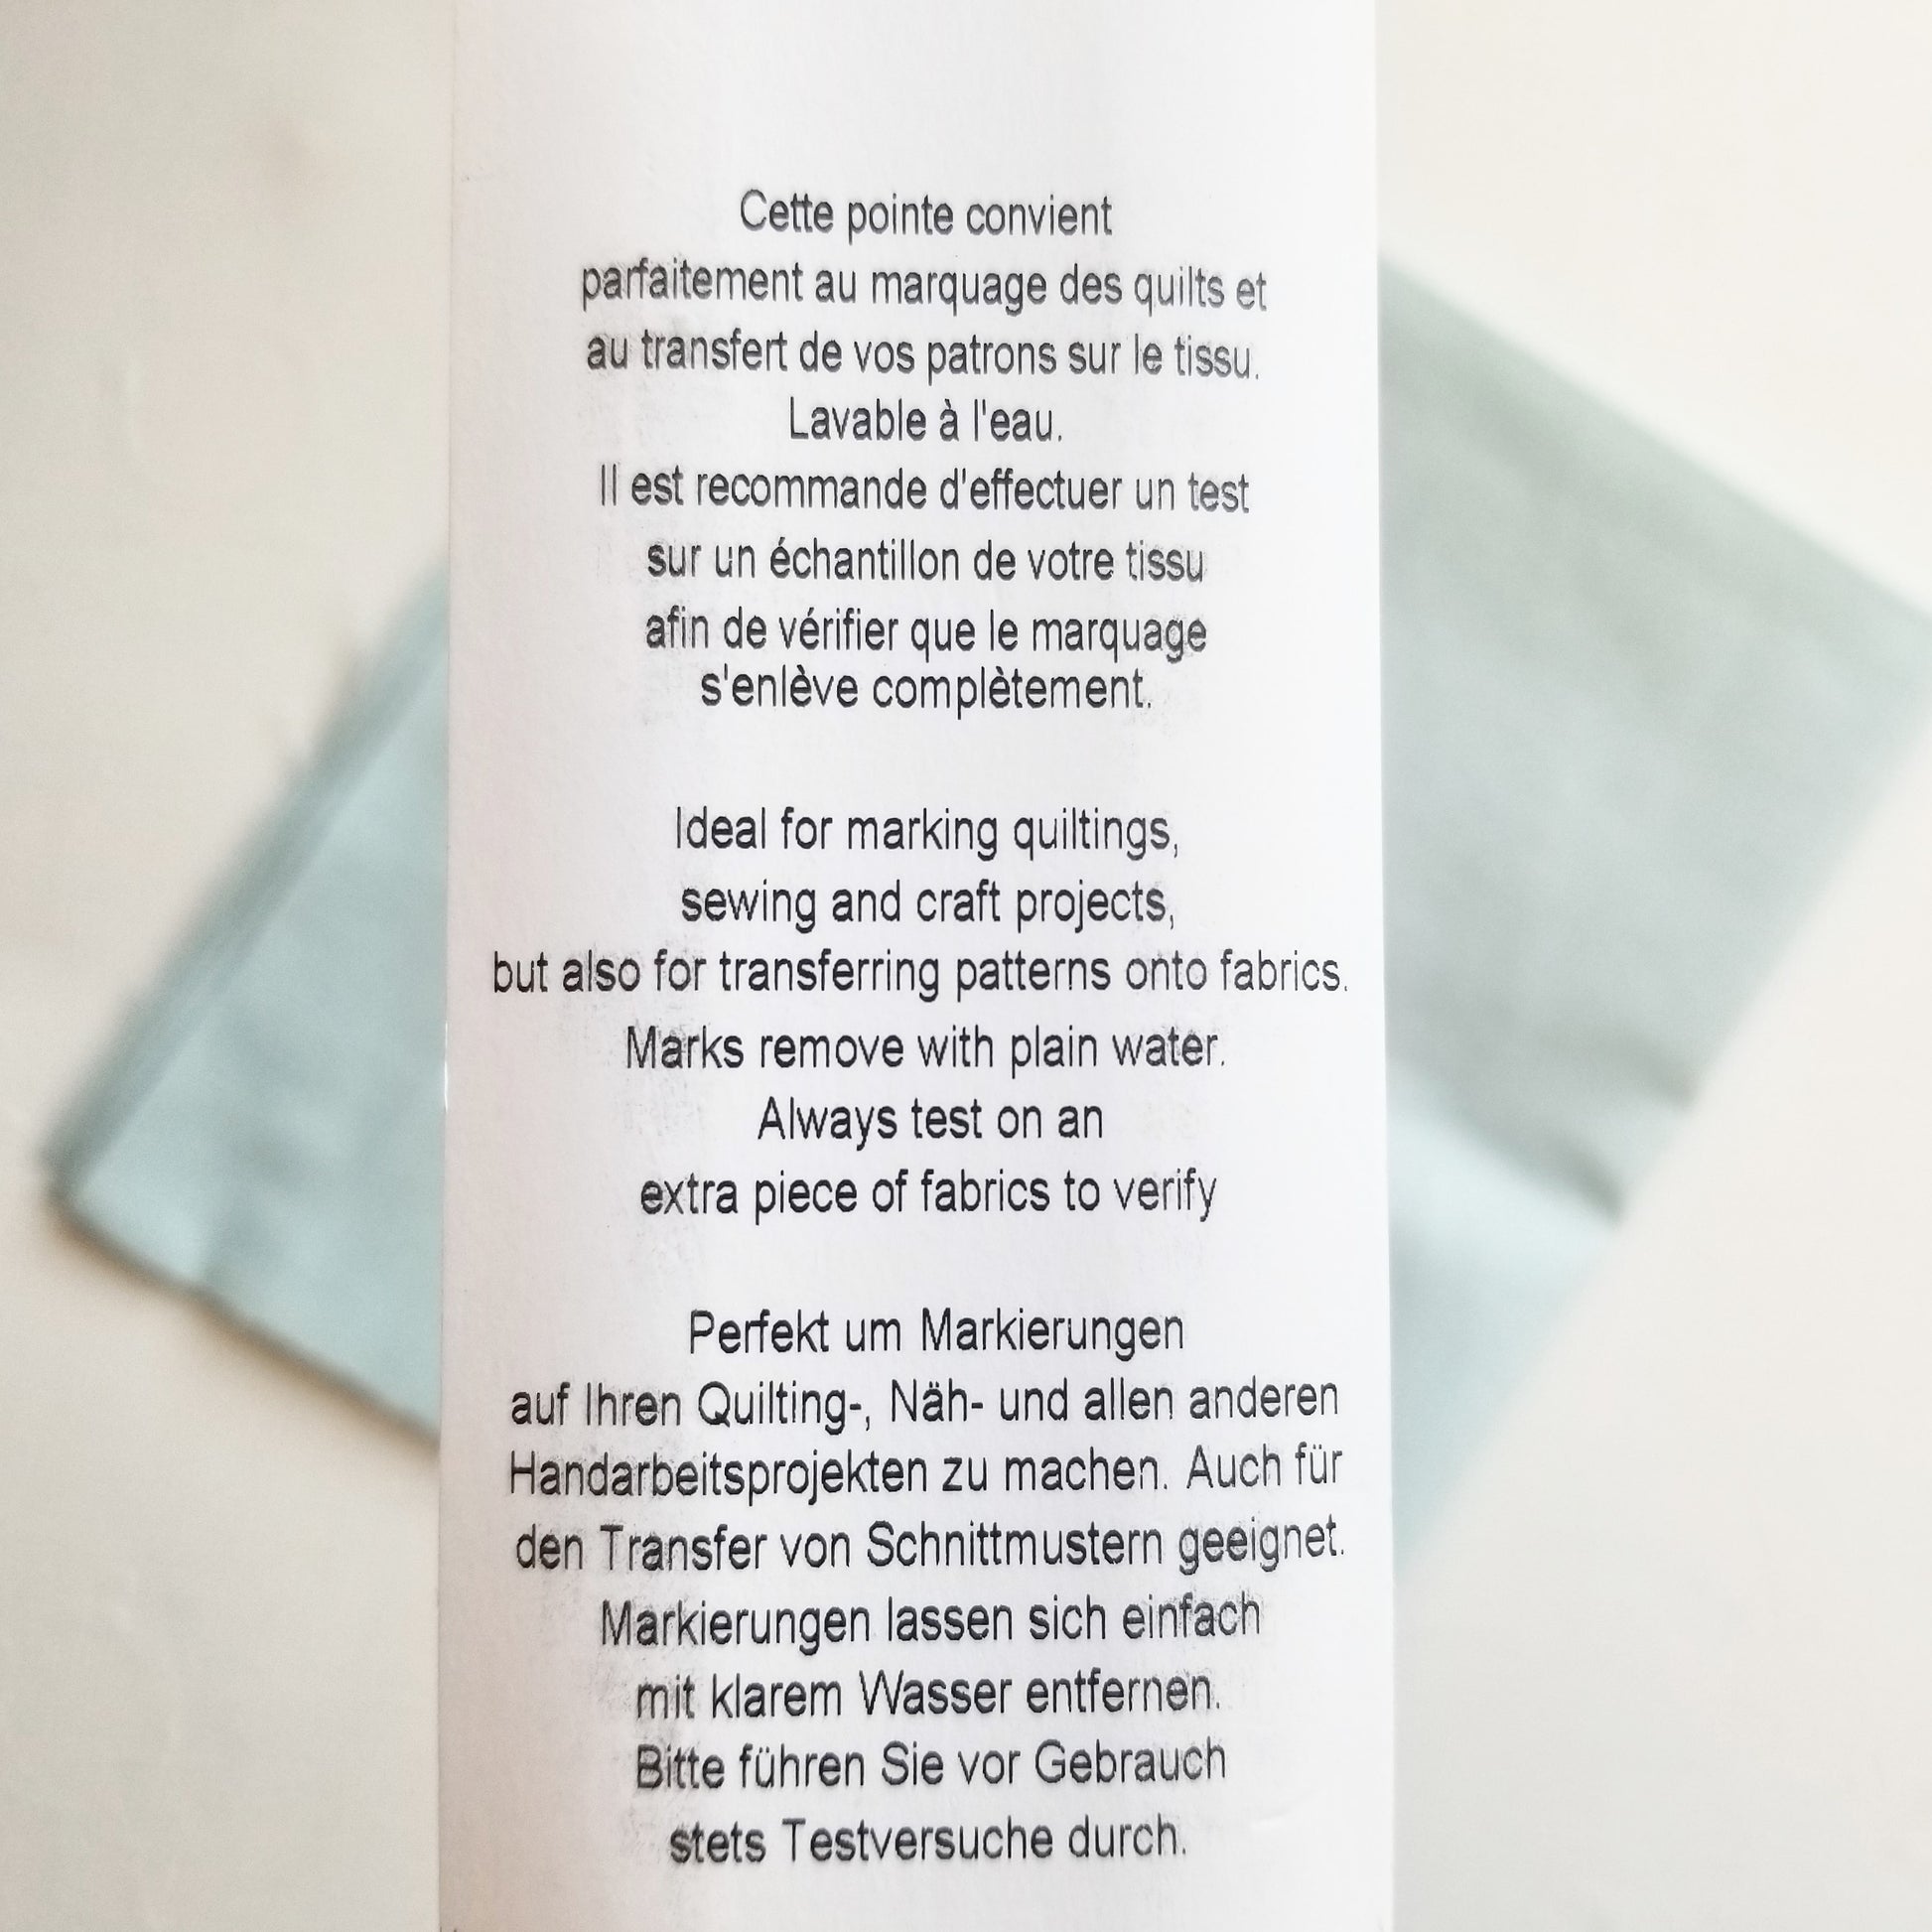 Cette pointe convient
parfaitement au marquage des quilts et
au transfert de vos patrons sur le tissu.
Lavable à l'eau.
Il est recommande d'effectuer un test
sur un échantillon de votre tissu
afin de vérifier que le marquage
s'enlève complètement.
Ideal for marking quiltings,
sewing and craft projects,
but also for transferring patterns onto fabrics.
Marks remove with plain water.
Always test on an
extra piece of fabrics to verify
Perfekt um Markierungen
auf Ihren Quilting-, Näh- und allen anderen
Handarbeitsprojekten zu machen. Auch für
den Transfer von Schnittmustern geeignet.
Markierungen lassen sich einfach
mit klarem Wasser entfernen.
Bitte führen Sie vor Gebrauch
stets Testversuche durch.